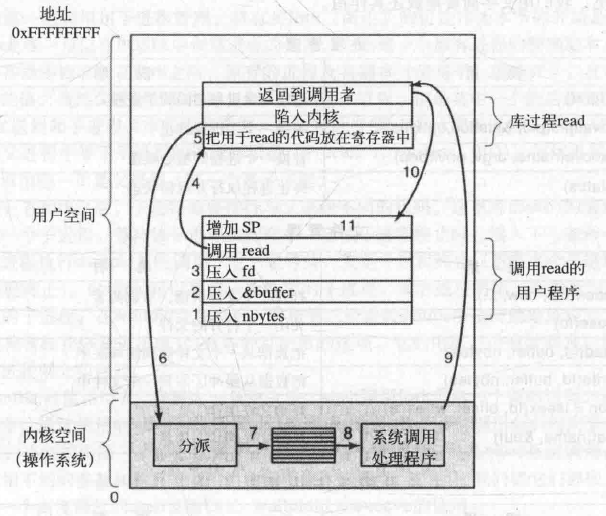 地址
0xFFFFFFFF
返回到调用者
陷入内核
5 把用于read的代码放在寄存器中
库过程read
4
10
用户空间
增加 SP 11
调用 read
3 压入 fd
2 压入 &buffer
1 压入 nbytes
调用read的
用户程序
6
9
内核空间
(操作系统)
分派
7
8
系统调用
处理程序
0